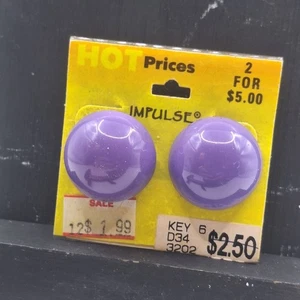 HOT Prices
2
FOR
$5.00
IMPULSE®
SALE
12$ 1.99
KEY 6
D34
3202
$2.50